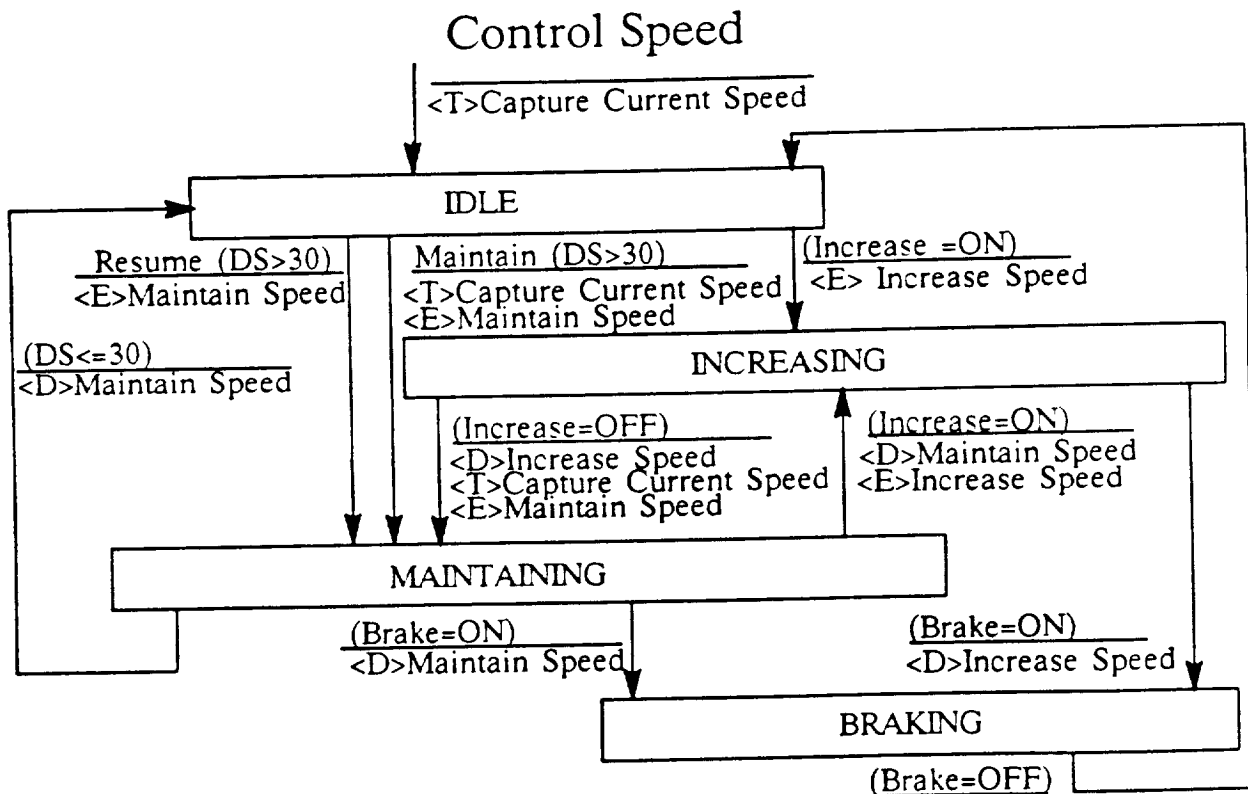 Control Speed
<T>Capture Current Speed
IDLE
Resume (DS>30)
<E>Maintain Speed
Maintain (DS>30)
<T>Capture Current Speed
<E>Maintain Speed
(Increase =ON)
<E> Increase Speed
(DS<=30)
<D>Maintain Speed
INCREASING
(Increase=OFF)
<D>Increase Speed
<T>Capture Current Speed
<E>Maintain Speed
(Increase=ON)
<D>Maintain Speed
<E>Increase Speed
MAINTAINING
(Brake=ON)
<D>Maintain Speed
(Brake=ON)
<D>Increase Speed
BRAKING
(Brake=OFF)